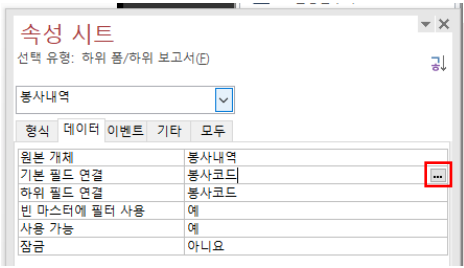 속성 시트
선택 유형: 하위 폼/하위 보고서(F)
봉사내역
형식 데이터 이벤트 기타 모두
원본 개체 봉사내역
기본 필드 연결 봉사코드 ...
하위 필드 연결 봉사코드
빈 마스터에 필터 사용 예
사용 가능 예
잠금 아니요